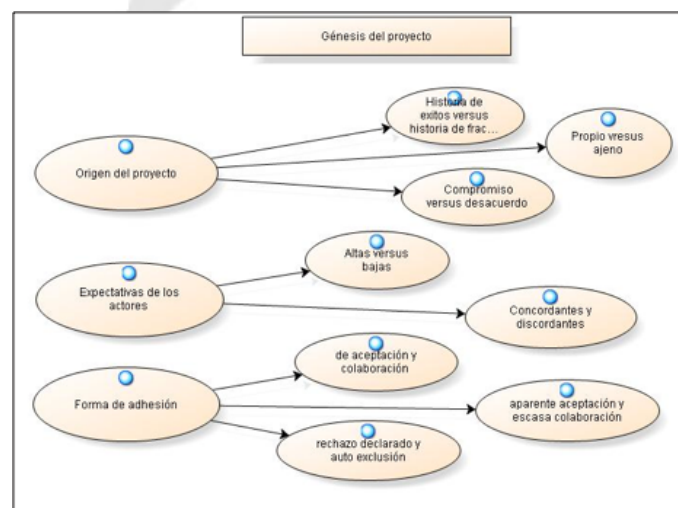 Génesis del proyecto
Historia de
exitos versus
historia de frac...
Propio vresus
ajeno
Origen del proyecto
Compromiso
versus desacuerdo
Altas versus
bajas
Expectativas de los
actores
Concordantes y
discordantes
de aceptación y
colaboración
Forma de adhesión
aparente aceptación y
escasa colaboración
rechazo declarado y
auto exclusión